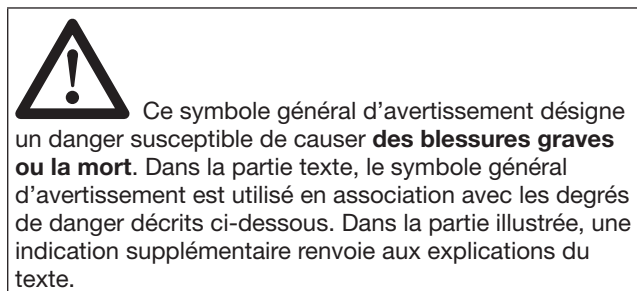 Ce symbole général d’avertissement désigne
un danger susceptible de causer des blessures graves
ou la mort. Dans la partie texte, le symbole général
d’avertissement est utilisé en association avec les degrés
de danger décrits ci-dessous. Dans la partie illustrée, une
indication supplémentaire renvoie aux explications du
texte.